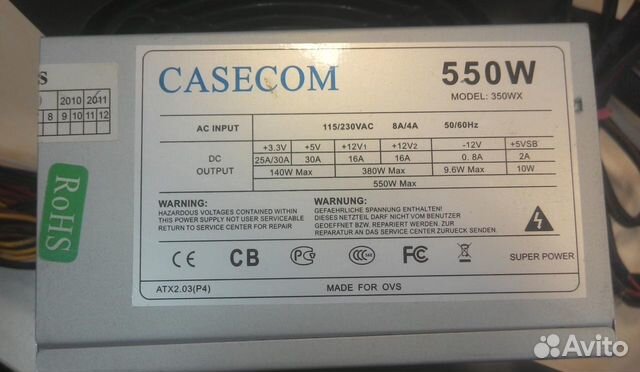 CASECOM
550W
MODEL: 350WX
AC INPUT 115/230VAC 8A/4A 50/60Hz
DC OUTPUT
+3.3V +5V +12V1 +12V2 -12V +5VSB
25A/30A 30A 16A 16A 0.8A 2A
140W Max 380W Max 9.6W Max 10W
550W Max
WARNING:
HAZARDOUS VOLTAGES CONTAINED WITHIN
THIS POWER SUPPLY NOT USER SERVICEABLE.
RETURN TO SERVICE CENTER FOR REPAIR
WARNUNG:
GEFAEHRLICHE SPANNUNG ENTHALTEN
DIESES NETZTEIL DARF NICHT VOM BENUTZER
GEOEFFNET BZW. REPARIERT WERDEN.
ZUR REPARATUR AN SERVICECENTER ZURUECK SENDEN.
CE CB PC CCC FC
SUPER POWER
ATX2.03(P4)
MADE FOR OVS
S
2010 2011
8 9 10 11 12
RoHS
Avito